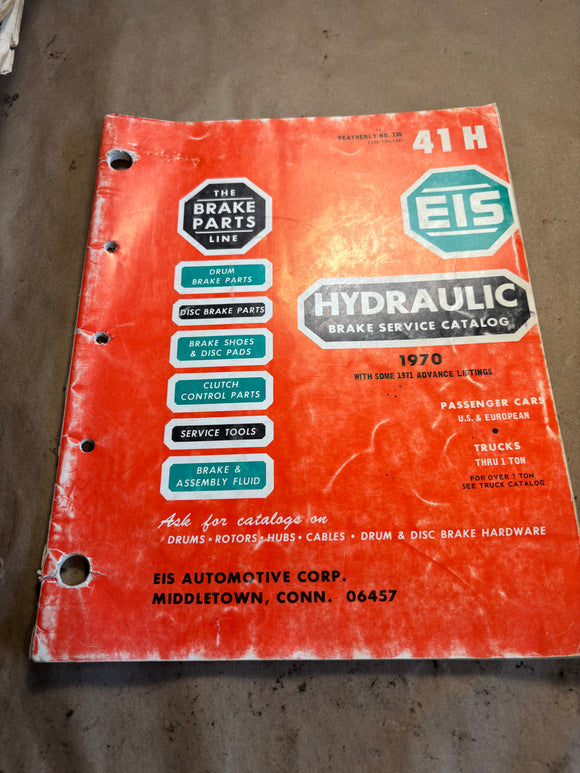 WEATHERLY NO. 136
41 H
THE
BRAKE
PARTS
LINE
EIS
DRUM
BRAKE PARTS
DISC BRAKE PARTS
BRAKE SHOES
& DISC PADS
CLUTCH
CONTROL PARTS
SERVICE TOOLS
BRAKE &
ASSEMBLY FLUID
HYDRAULIC
BRAKE SERVICE CATALOG
1970
WITH SOME 1971 ADVANCE LISTINGS
PASSENGER CARS
U.S. & EUROPEAN
•
TRUCKS
THRU 1 TON
FOR OVER 1 TON
SEE TRUCK CATALOG
Ask for catalogs on
DRUMS • ROTORS • HUBS • CABLES • DRUM & DISC BRAKE HARDWARE
EIS AUTOMOTIVE CORP.
MIDDLETOWN, CONN. 06457